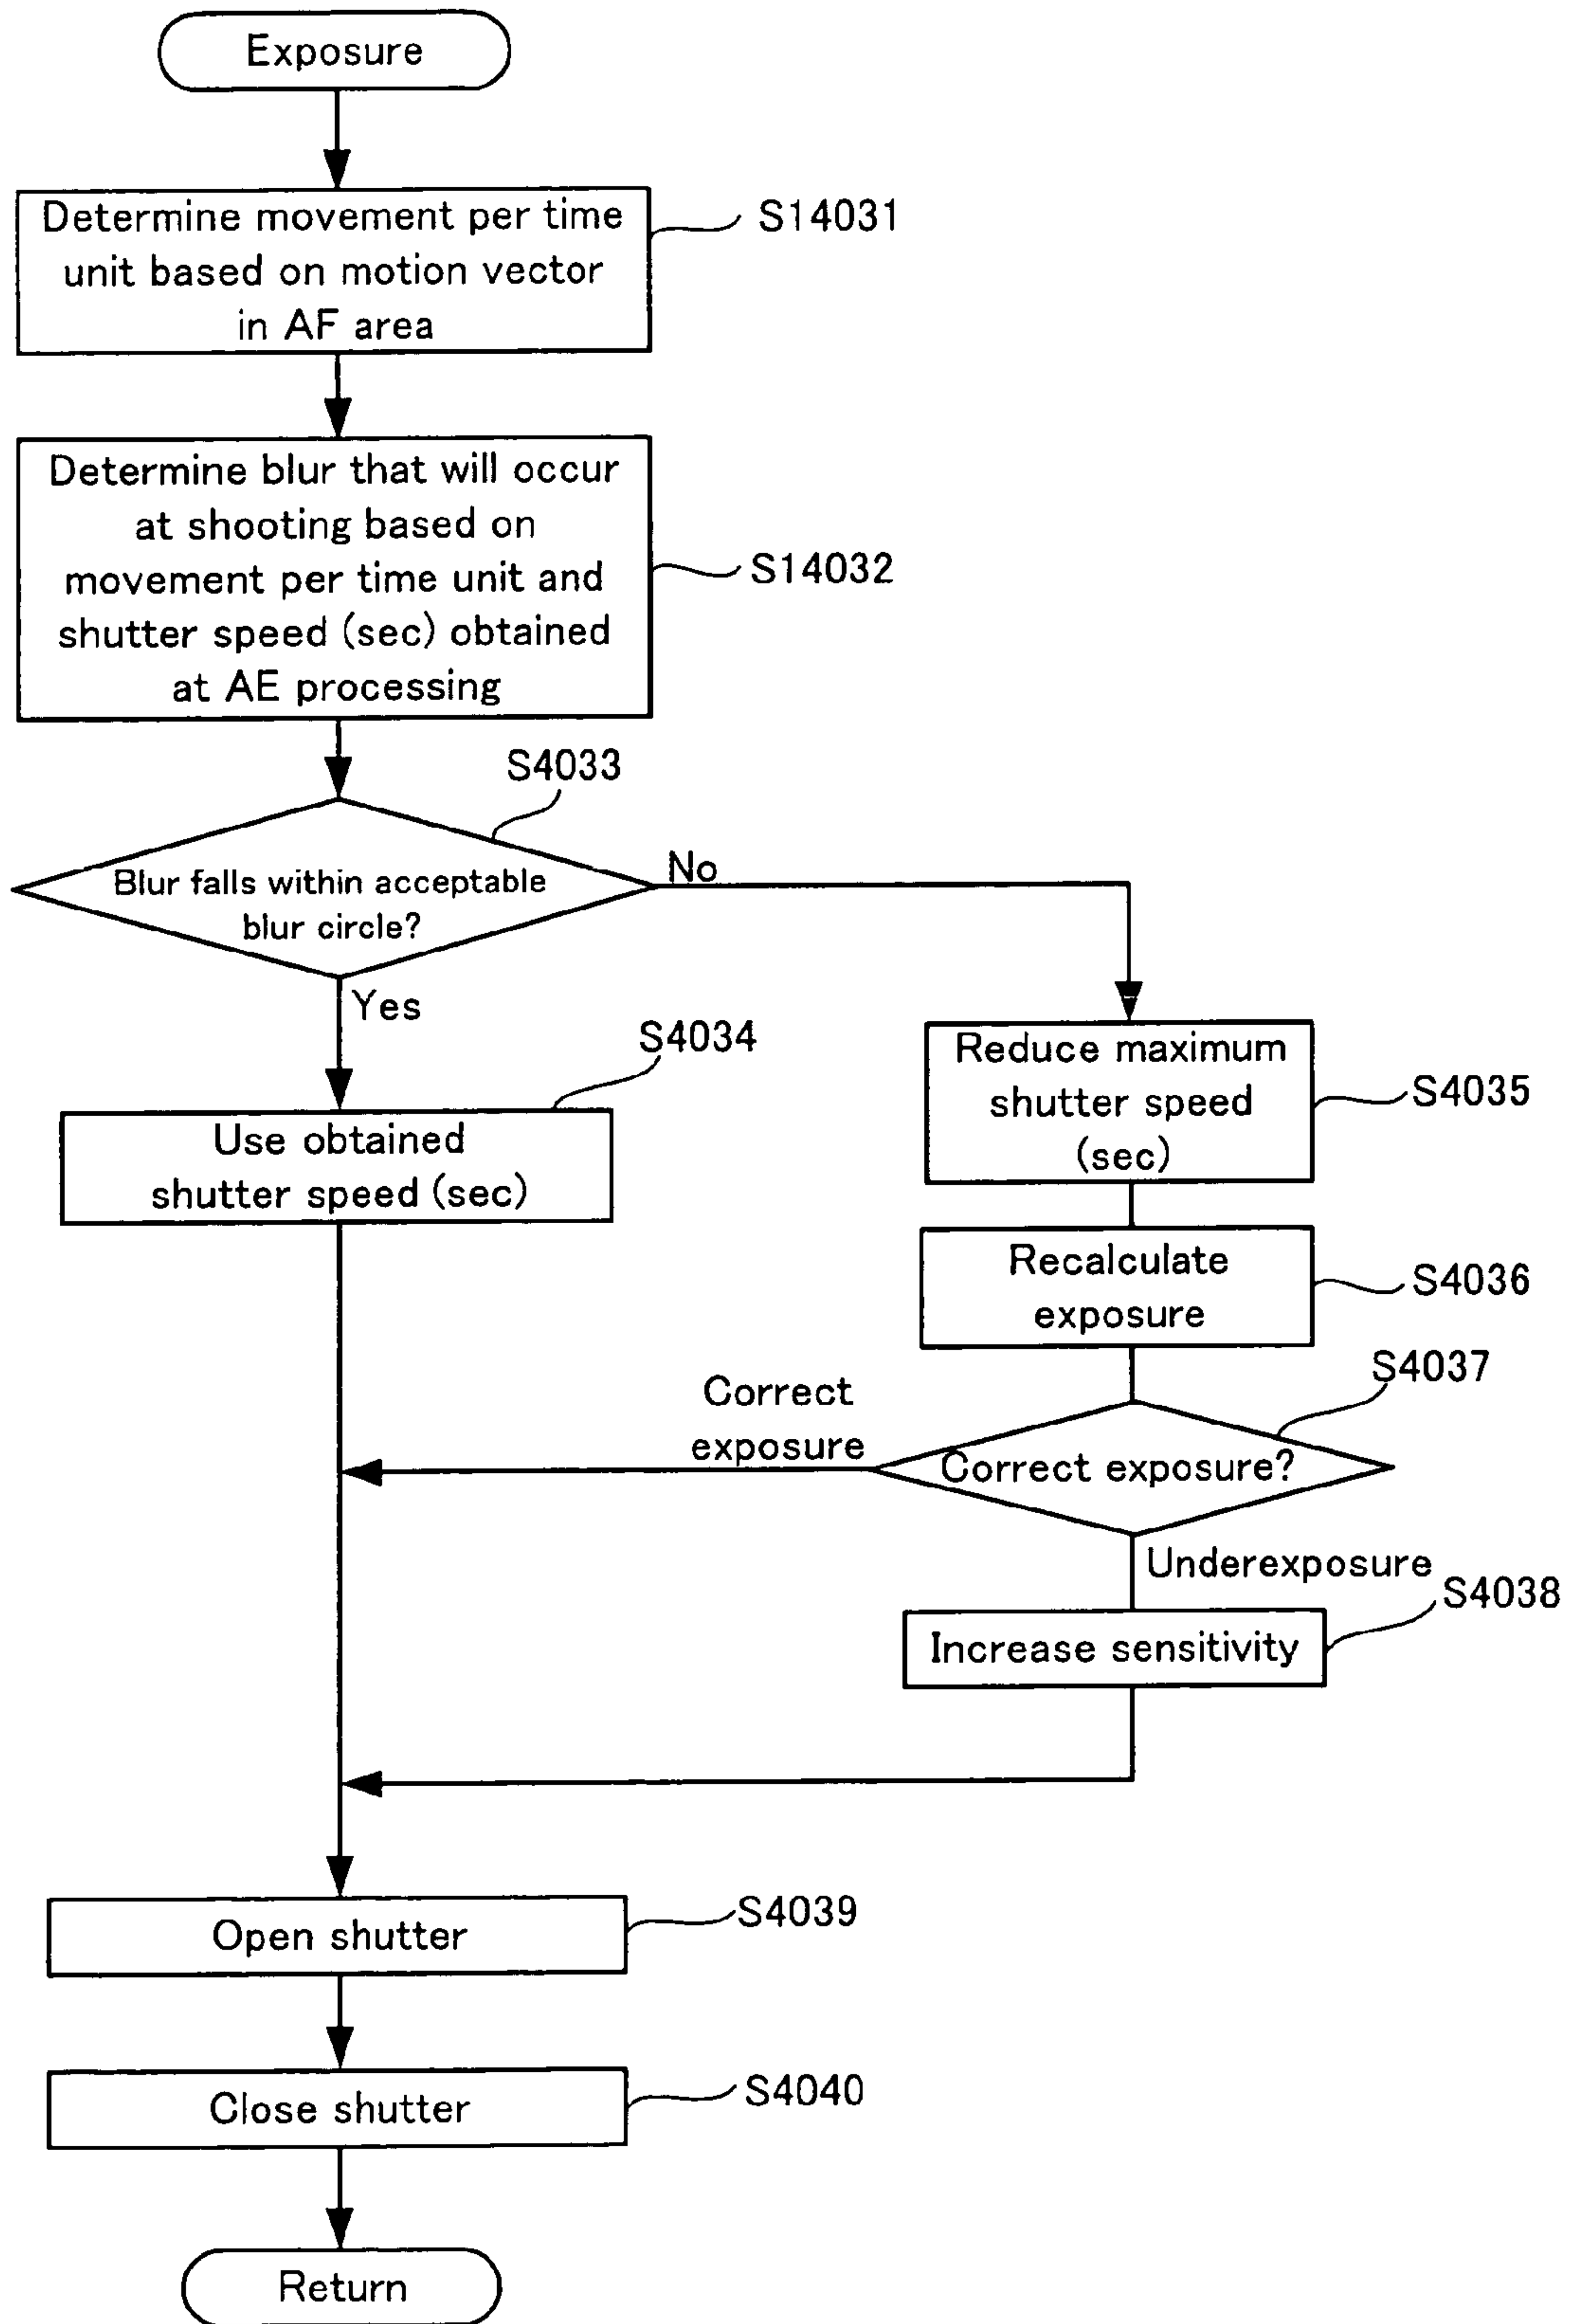 Exposure
Determine movement per time
unit based on motion vector
in AF area
S14031
Determine blur that will occur
at shooting based on
movement per time unit and
shutter speed (sec) obtained
at AE processing
S14032
S4033
Blur falls within acceptable
blur circle?
No
Yes
S4034
Use obtained
shutter speed (sec)
Reduce maximum
shutter speed
(sec)
S4035
Recalculate
exposure
S4036
S4037
Correct
exposure
Correct exposure?
Underexposure
S4038
Increase sensitivity
Open shutter
S4039
Close shutter
S4040
Return